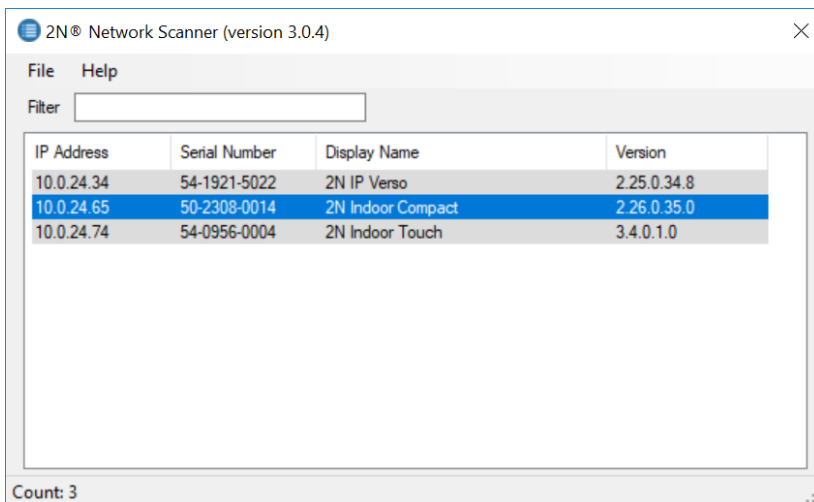 2N® Network Scanner (version 3.0.4)
File Help
Filter
IP Address Serial Number Display Name Version
10.0.24.34 54-1921-5022 2N IP Verso 2.25.0.34.8
10.0.24.65 50-2308-0014 2N Indoor Compact 2.26.0.35.0
10.0.24.74 54-0956-0004 2N Indoor Touch 3.4.0.1.0
Count: 3